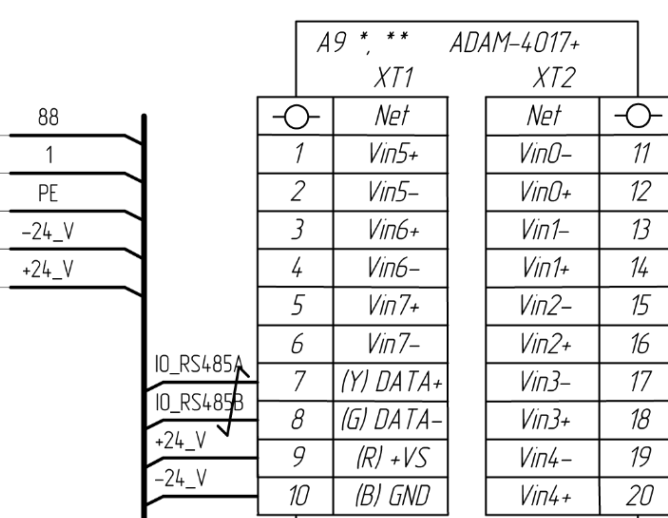 A9 *, ** ADAM-4017+
XT1 XT2
88
1
PE
-24_V
+24_V
Net
1 Vin5+
2 Vin5-
3 Vin6+
4 Vin6-
5 Vin7+
6 Vin7-
7 (Y) DATA+
8 (G) DATA-
9 (R) +VS
10 (B) GND
IO_RS485A
IO_RS485B
+24_V
-24_V
Net
Vin0- 11
Vin0+ 12
Vin1- 13
Vin1+ 14
Vin2- 15
Vin2+ 16
Vin3- 17
Vin3+ 18
Vin4- 19
Vin4+ 20